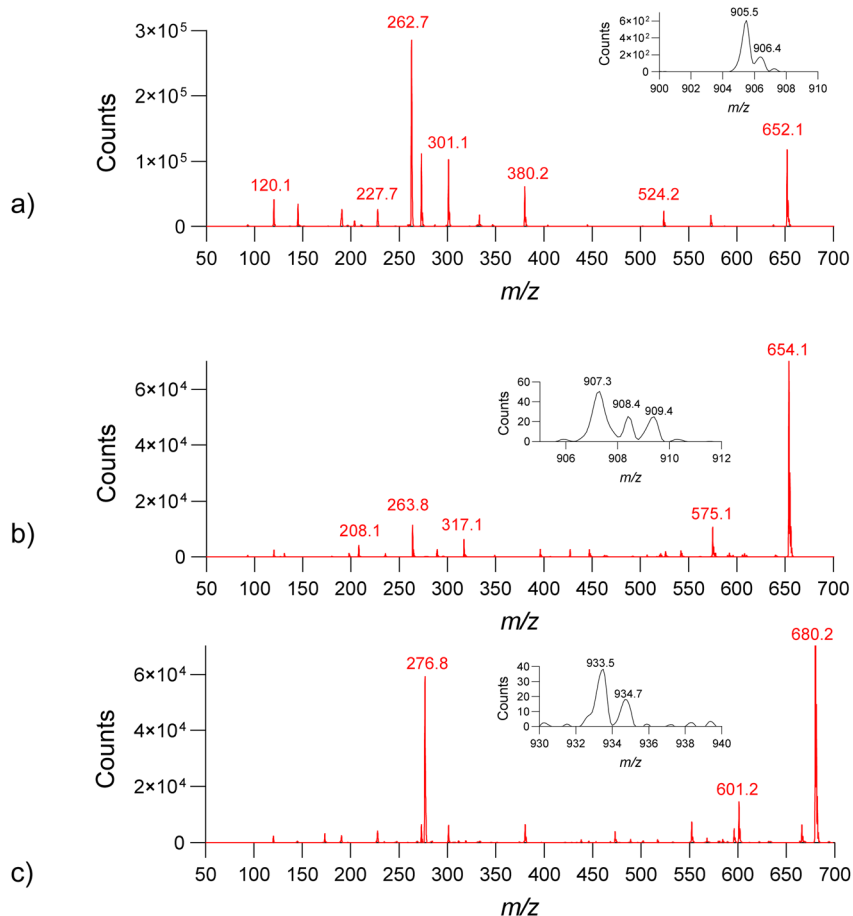 a)
Counts
3×10⁵
2×10⁵
1×10⁵
0
262.7
120.1
227.7
301.1
380.2
524.2
652.1
50 100 150 200 250 300 350 400 450 500 550 600 650 700
m/z
Counts
6×10²
4×10²
2×10²
0
905.5
906.4
900 902 904 906 908 910
m/z
b)
Counts
6×10⁴
4×10⁴
2×10⁴
0
208.1
263.8
317.1
575.1
654.1
50 100 150 200 250 300 350 400 450 500 550 600 650 700
m/z
Counts
60
40
20
0
907.3
908.4
909.4
906 908 910 912
m/z
c)
Counts
6×10⁴
4×10⁴
2×10⁴
0
276.8
601.2
680.2
50 100 150 200 250 300 350 400 450 500 550 600 650 700
m/z
Counts
40
30
20
10
0
933.5
934.7
930 932 934 936 938 940
m/z